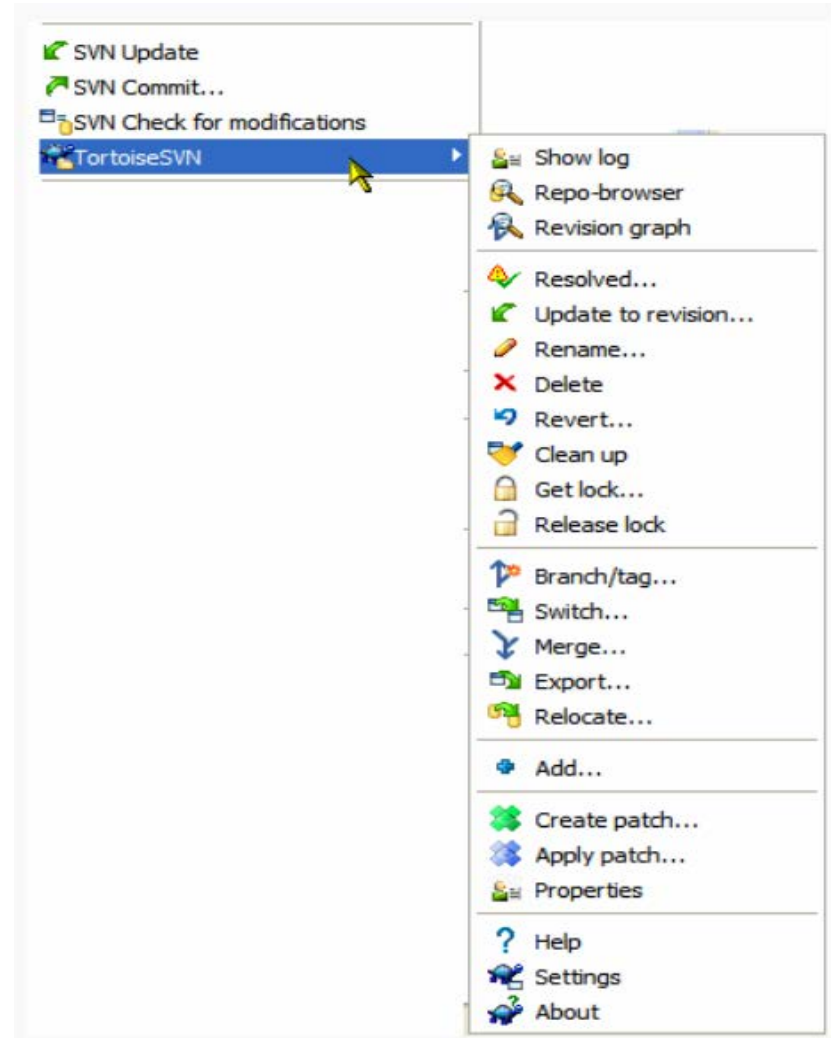 SVN Update
SVN Commit...
SVN Check for modifications
TortoiseSVN
Show log
Repo-browser
Revision graph
Resolved...
Update to revision...
Rename...
Delete
Revert...
Clean up
Get lock...
Release lock
Branch/tag...
Switch...
Merge...
Export...
Relocate...
Add...
Create patch...
Apply patch...
Properties
Help
Settings
About